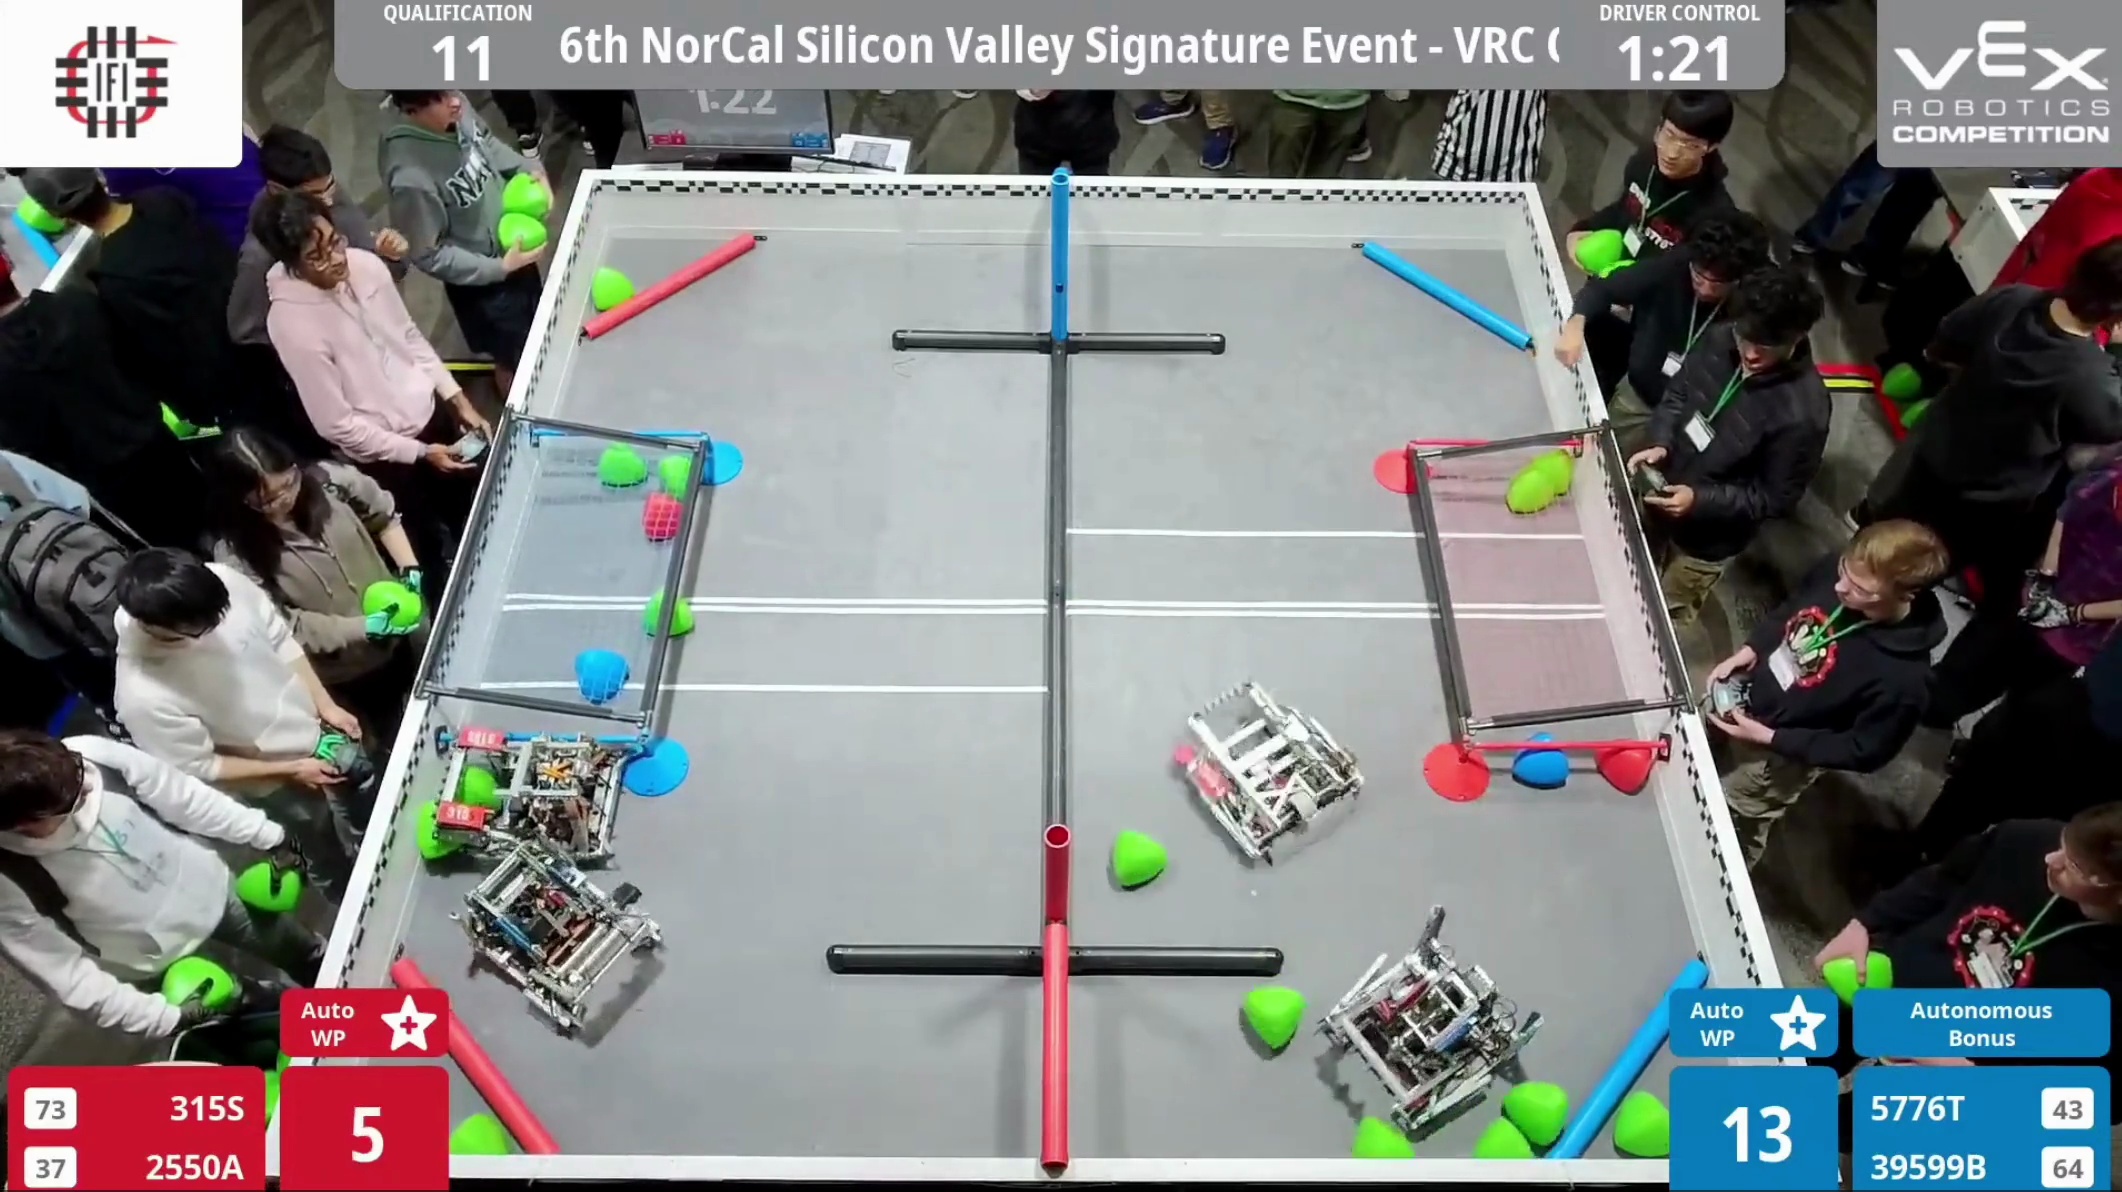 QUALIFICATION
11
6th NorCal Silicon Valley Signature Event - VRC
DRIVER CONTROL
1:21
IFI
VEX
ROBOTICS
COMPETITION
1:22
Auto
WP
73 315S
37 2550A
5
Auto
WP
Autonomous
Bonus
13
5776T 43
39599B 64